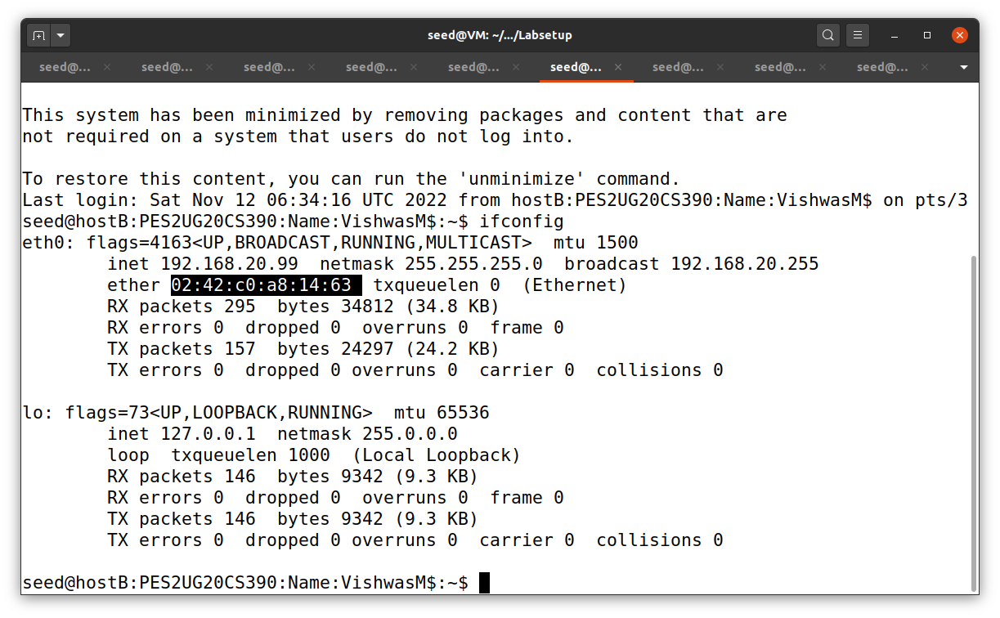 seed@VM: ~/.../Labsetup
seed@... seed@... seed@... seed@... seed@... seed@... seed@... seed@... seed@...
This system has been minimized by removing packages and content that are
not required on a system that users do not log into.
To restore this content, you can run the 'unminimize' command.
Last login: Sat Nov 12 06:34:16 UTC 2022 from hostB:PES2UG20CS390:Name:VishwasM$ on pts/3
seed@hostB:PES2UG20CS390:Name:VishwasM$:~$ ifconfig
eth0: flags=4163<UP,BROADCAST,RUNNING,MULTICAST>  mtu 1500
        inet 192.168.20.99  netmask 255.255.255.0  broadcast 192.168.20.255
        ether 02:42:c0:a8:14:63  txqueuelen 0  (Ethernet)
        RX packets 295  bytes 34812 (34.8 KB)
        RX errors 0  dropped 0  overruns 0  frame 0
        TX packets 157  bytes 24297 (24.2 KB)
        TX errors 0  dropped 0 overruns 0  carrier 0  collisions 0
lo: flags=73<UP,LOOPBACK,RUNNING>  mtu 65536
        inet 127.0.0.1  netmask 255.0.0.0
        loop  txqueuelen 1000  (Local Loopback)
        RX packets 146  bytes 9342 (9.3 KB)
        RX errors 0  dropped 0  overruns 0  frame 0
        TX packets 146  bytes 9342 (9.3 KB)
        TX errors 0  dropped 0 overruns 0  carrier 0  collisions 0
seed@hostB:PES2UG20CS390:Name:VishwasM$:~$